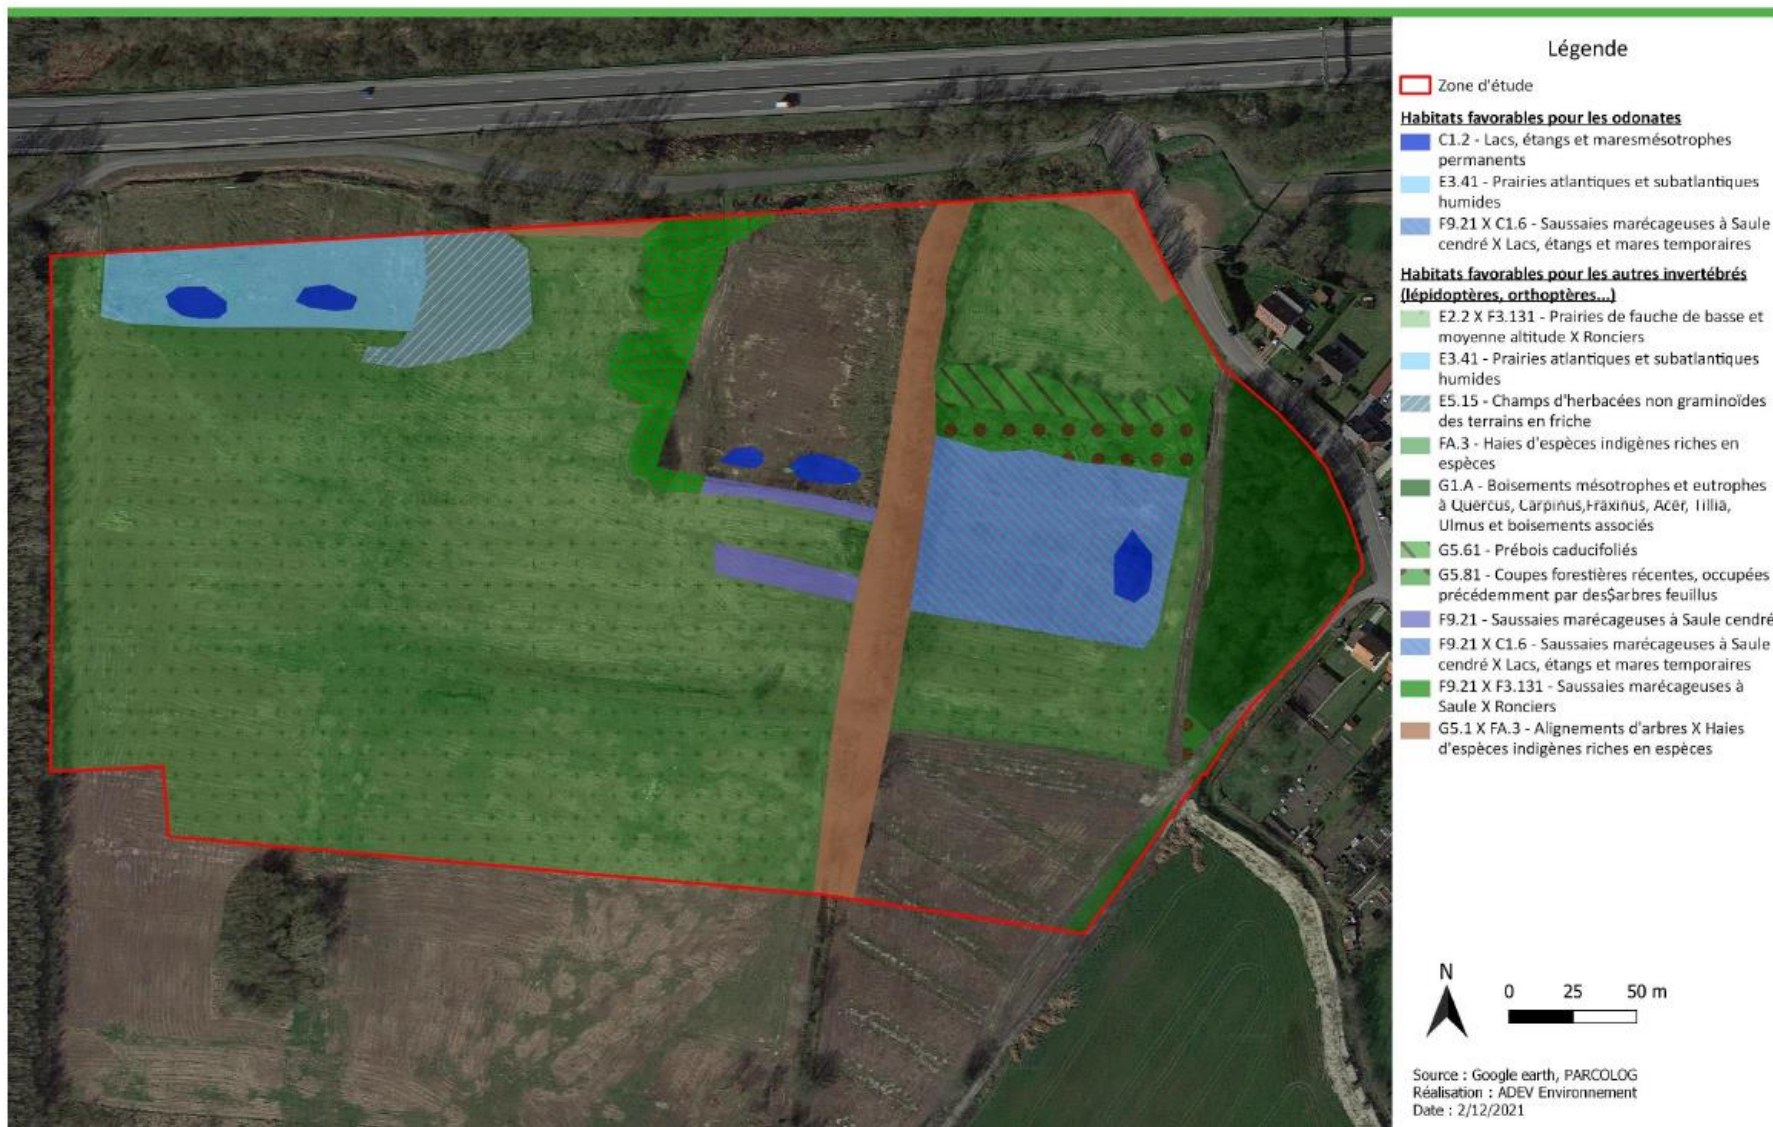 Légende
Zone d'étude
Habitats favorables pour les odonates
C1.2 - Lacs, étangs et maresmésotrophes
permanents
E3.41 - Prairies atlantiques et subatlantiques
humides
F9.21 X C1.6 - Saussaies marécageuses à Saule
cendré X Lacs, étangs et mares temporaires
Habitats favorables pour les autres invertébrés
(lépidoptères, orthoptères...)
E2.2 X F3.131 - Prairies de fauche de basse et
moyenne altitude X Ronciers
E3.41 - Prairies atlantiques et subatlantiques
humides
E5.15 - Champs d'herbacées non graminoïdes
des terrains en friche
FA.3 - Haies d'espèces indigènes riches en
espèces
G1.A - Boisements mésotrophes et eutrophes
à Quercus, Carpinus,Fraxinus, Acer, Tillia,
Ulmus et boisements associés
G5.61 - Prébois caducifoliés
G5.81 - Coupes forestières récentes, occupées
précédemment par des$arbres feuillus
F9.21 - Saussaies marécageuses à Saule cendré
F9.21 X C1.6 - Saussaies marécageuses à Saule
cendré X Lacs, étangs et mares temporaires
F9.21 X F3.131 - Saussaies marécageuses à
Saule X Ronciers
G5.1 X FA.3 - Alignements d'arbres X Haies
d'espèces indigènes riches en espèces
N
0 25 50 m
Source : Google earth, PARCOLOG
Réalisation : ADEV Environnement
Date : 2/12/2021